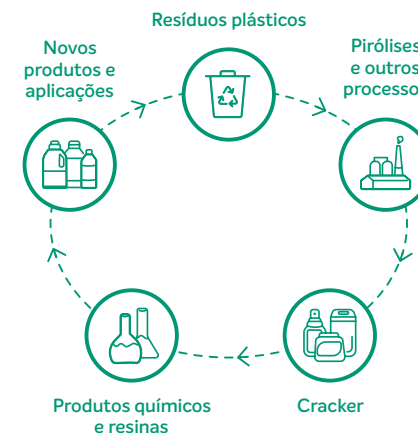 Resíduos plásticos
Pirólises
e outros
processo
Cracker
Produtos químicos
e resinas
Novos
produtos e
aplicações